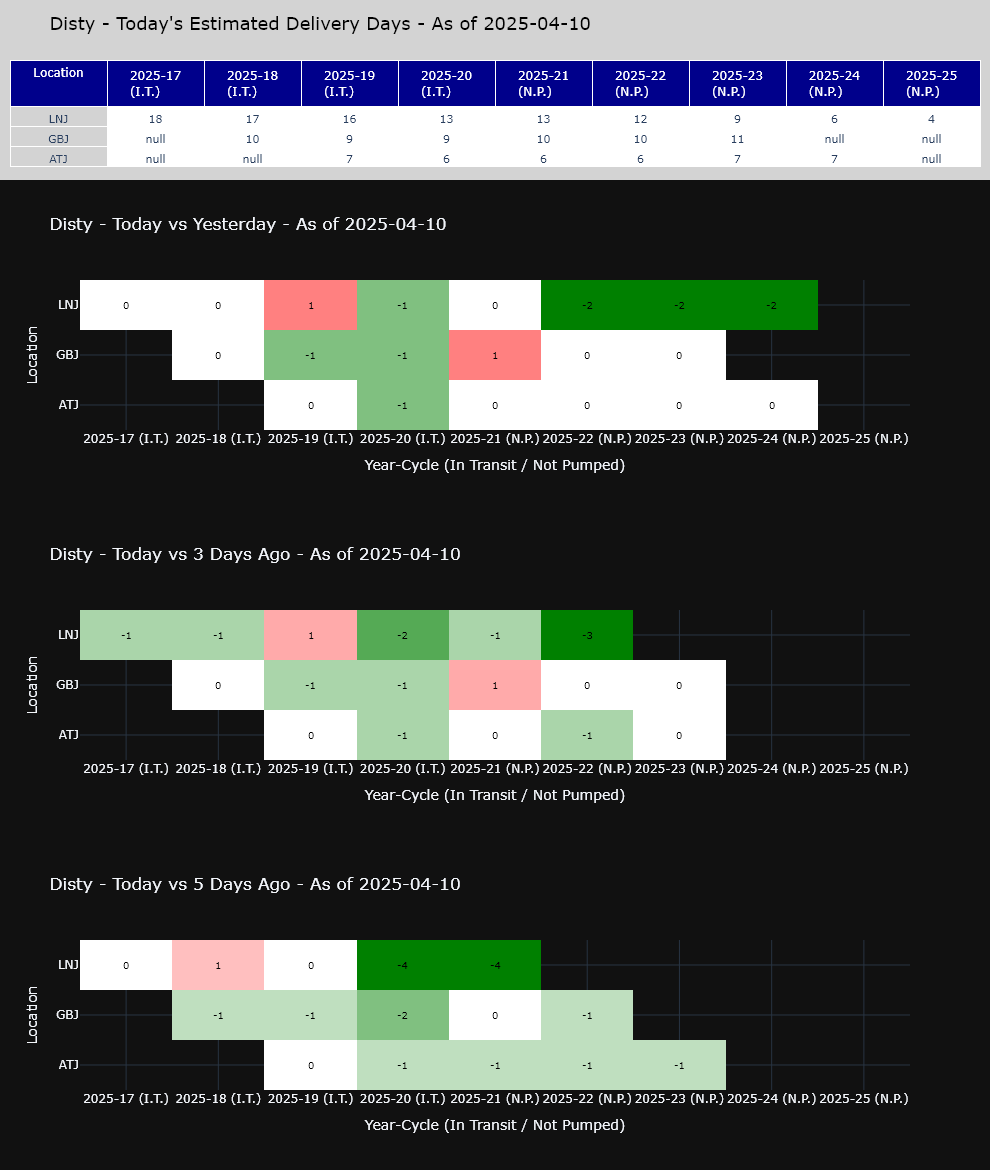 Disty - Today's Estimated Delivery Days - As of 2025-04-10
Location 2025-17 (I.T.) 2025-18 (I.T.) 2025-19 (I.T.) 2025-20 (I.T.) 2025-21 (N.P.) 2025-22 (N.P.) 2025-23 (N.P.) 2025-24 (N.P.) 2025-25 (N.P.)
LNJ 18 17 16 13 13 12 9 6 4
GBJ null 10 9 9 10 10 11 null null
ATJ null null 7 6 6 6 7 7 null
Disty - Today vs Yesterday - As of 2025-04-10
Location
LNJ 0 0 1 -1 0 -2 -2 -2
GBJ 0 -1 -1 1 0 0
ATJ 0 -1 0 0 0 0
2025-17 (I.T.) 2025-18 (I.T.) 2025-19 (I.T.) 2025-20 (I.T.) 2025-21 (N.P.) 2025-22 (N.P.) 2025-23 (N.P.) 2025-24 (N.P.) 2025-25 (N.P.)
Year-Cycle (In Transit / Not Pumped)
Disty - Today vs 3 Days Ago - As of 2025-04-10
Location
LNJ -1 -1 1 -2 -1 -3
GBJ 0 -1 -1 1 0 0
ATJ 0 -1 0 -1 0
2025-17 (I.T.) 2025-18 (I.T.) 2025-19 (I.T.) 2025-20 (I.T.) 2025-21 (N.P.) 2025-22 (N.P.) 2025-23 (N.P.) 2025-24 (N.P.) 2025-25 (N.P.)
Year-Cycle (In Transit / Not Pumped)
Disty - Today vs 5 Days Ago - As of 2025-04-10
Location
LNJ 0 1 0 -4 -4
GBJ -1 -1 -2 0 -1
ATJ 0 -1 -1 -1 -1
2025-17 (I.T.) 2025-18 (I.T.) 2025-19 (I.T.) 2025-20 (I.T.) 2025-21 (N.P.) 2025-22 (N.P.) 2025-23 (N.P.) 2025-24 (N.P.) 2025-25 (N.P.)
Year-Cycle (In Transit / Not Pumped)